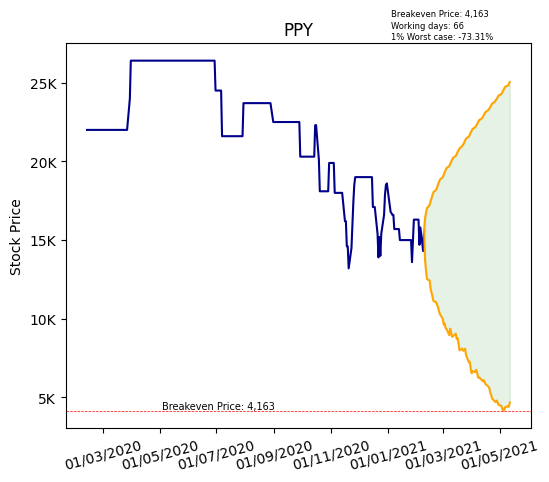 Breakeven Price: 4,163
Working days: 66
1% Worst case: -73.31%
PPY
Stock Price
25K
20K
15K
10K
5K
Breakeven Price: 4,163
01/03/2020
01/05/2020
01/07/2020
01/09/2020
01/11/2020
01/01/2021
01/03/2021
01/05/2021